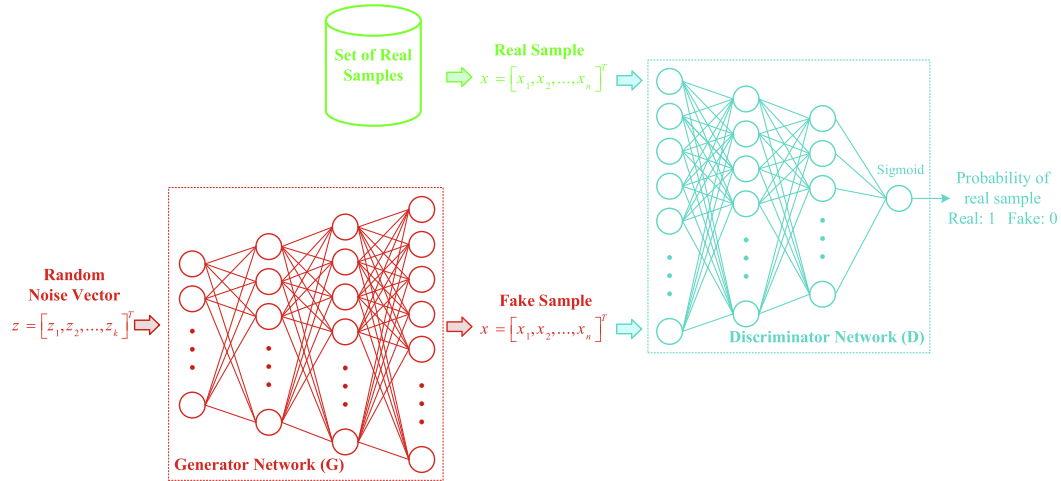 Set of Real
Samples
Real Sample
x = [x₁, x₂, ..., xₙ]ᵀ
Sigmoid
Probability of
real sample
Real: 1 Fake: 0
Discriminator Network (D)
Random
Noise Vector
z = [z₁, z₂, ..., zₖ]ᵀ
Fake Sample
x = [x₁, x₂, ..., xₙ]ᵀ
Generator Network (G)